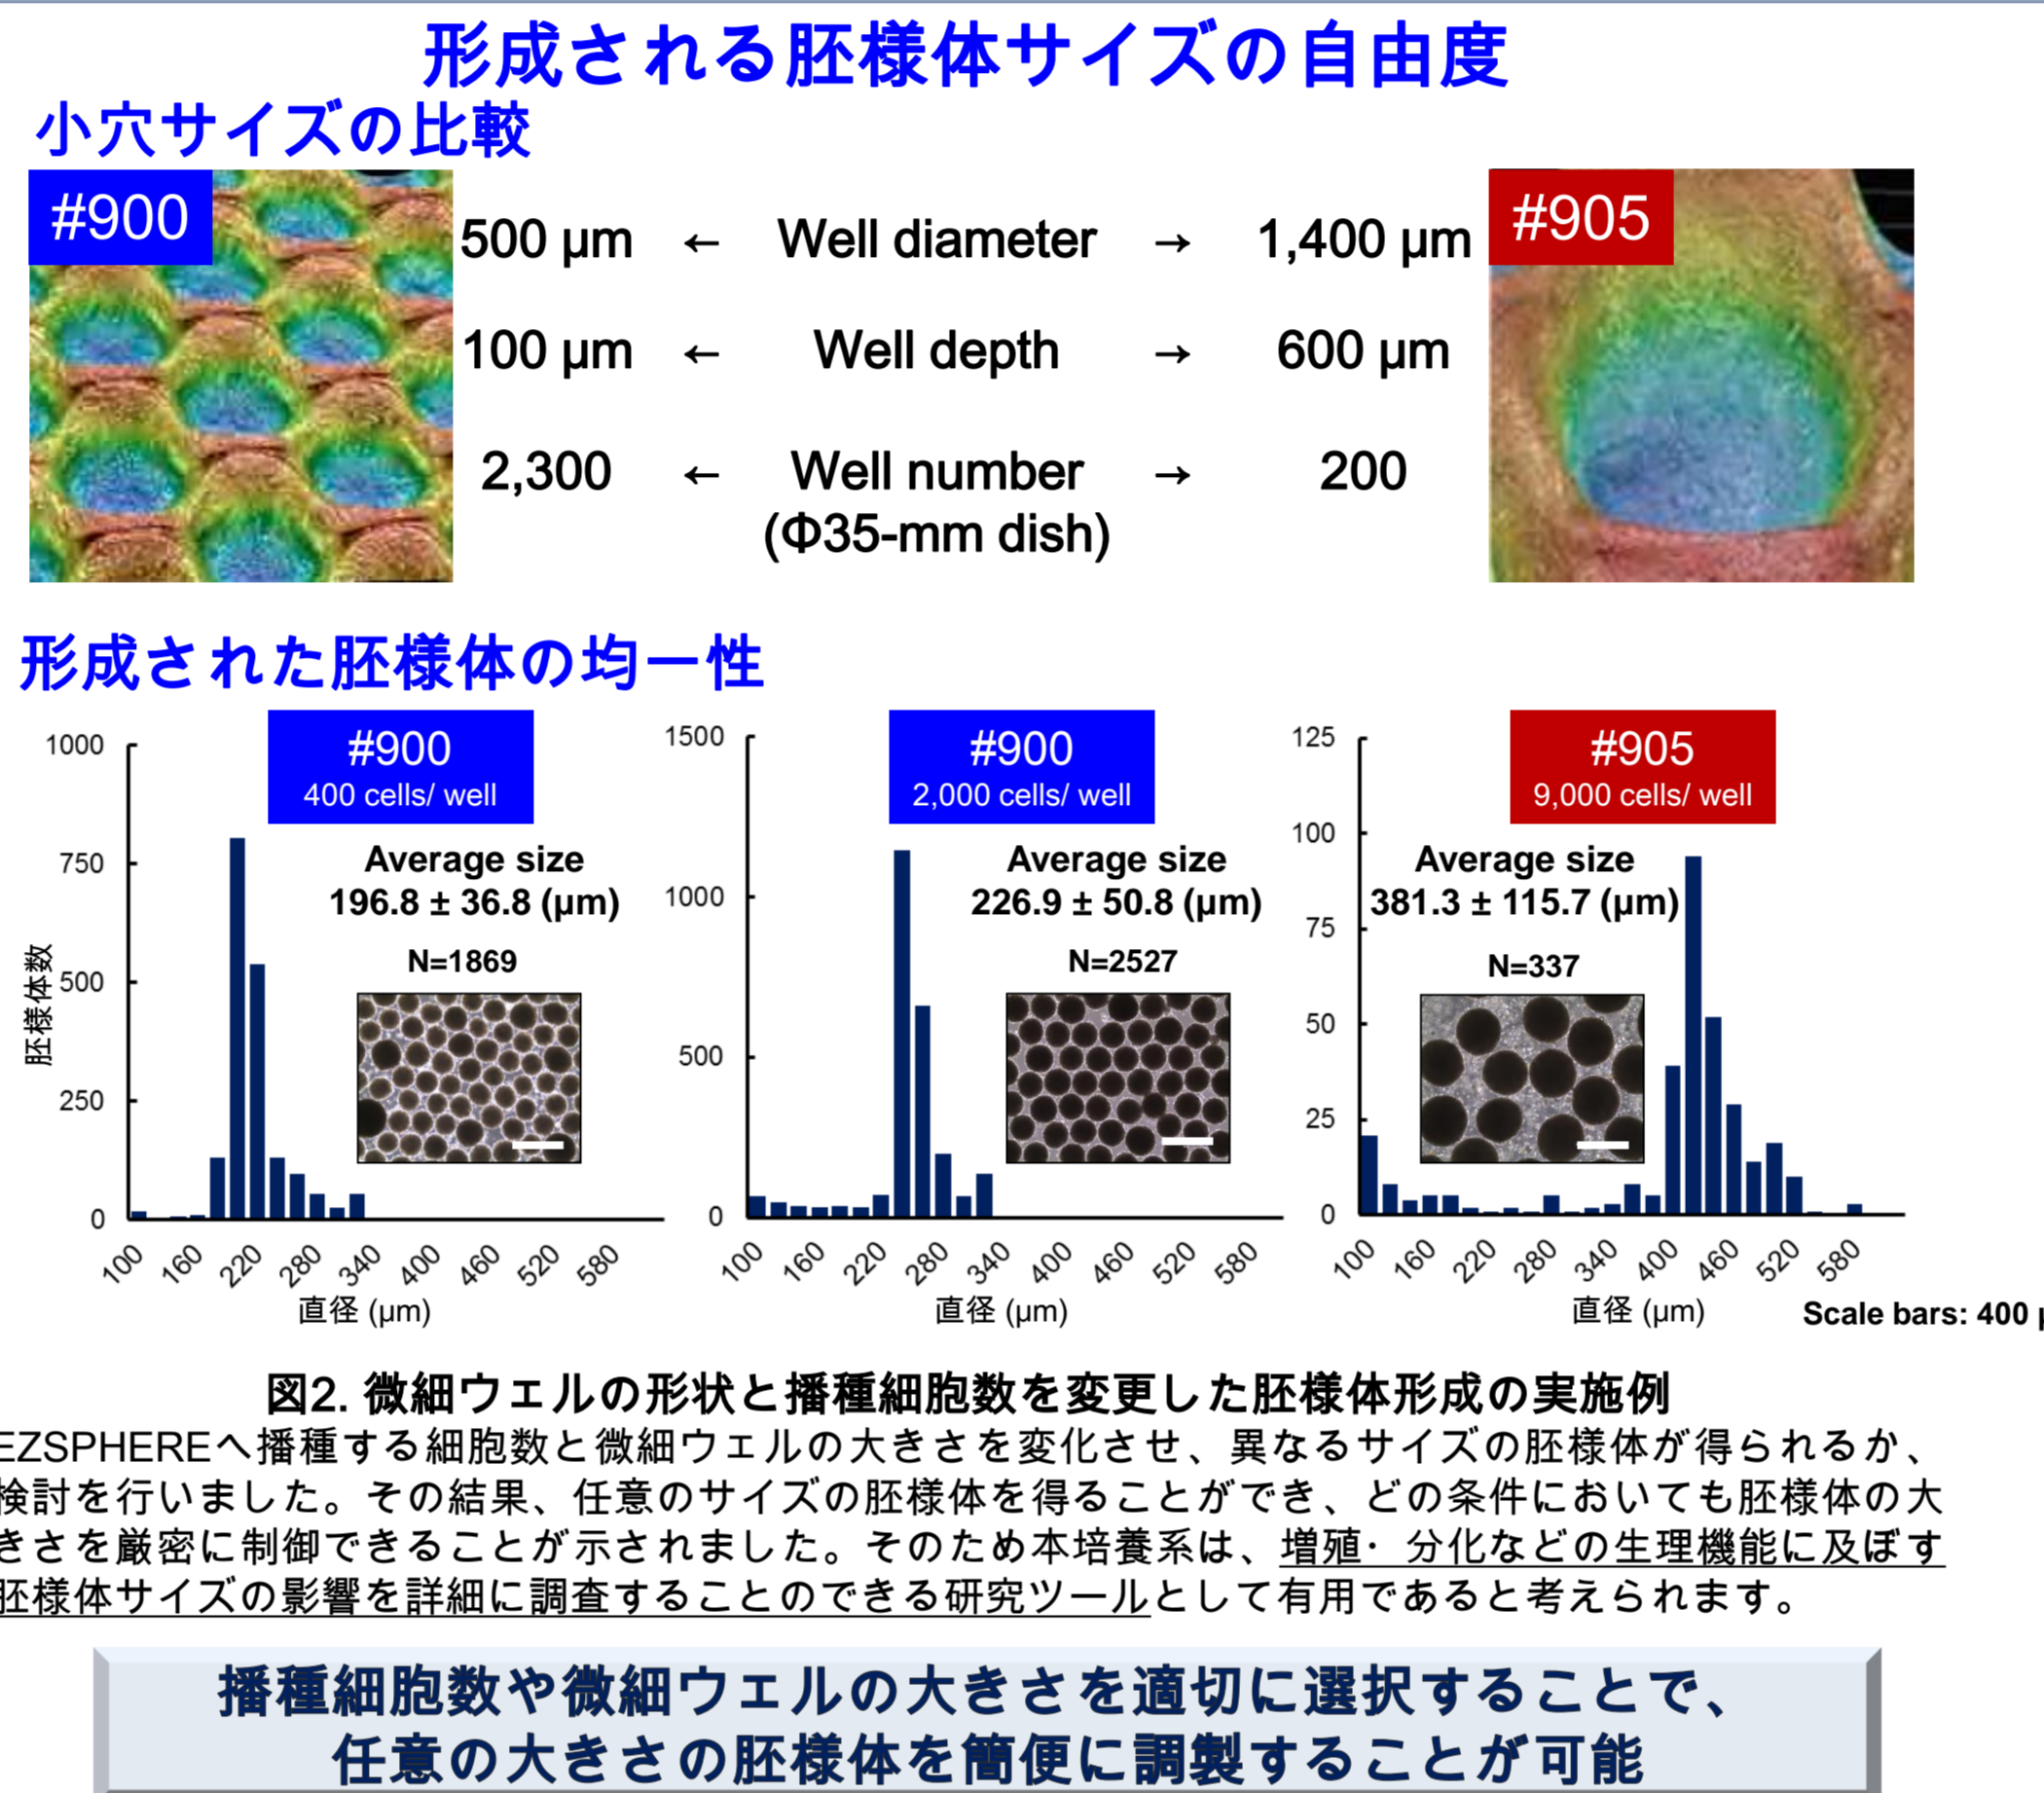 形成される胚様体サイズの自由度
小穴サイズの比較
#900
#905
500 µm ← Well diameter → 1,400 µm
100 µm ← Well depth → 600 µm
2,300 ← Well number → 200
(Φ35-mm dish)
形成された胚様体の均一性
胚様体数
1000
750
500
250
0
#900
400 cells/ well
Average size
196.8 ± 36.8 (µm)
N=1869
100 160 220 280 340 400 460 520 580
直径 (µm)
1500
1000
500
0
#900
2,000 cells/ well
Average size
226.9 ± 50.8 (µm)
N=2527
100 160 220 280 340 400 460 520 580
直径 (µm)
125
100
75
50
25
0
#905
9,000 cells/ well
Average size
381.3 ± 115.7 (µm)
N=337
100 160 220 280 340 400 460 520 580
直径 (µm)
Scale bars: 400
図2. 微細ウェルの形状と播種細胞数を変更した胚様体形成の実施例
EZSPHEREへ播種する細胞数と微細ウェルの大きさを変化させ、異なるサイズの胚様体が得られるか、
検討を行いました。その結果、任意のサイズの胚様体を得ることができ、どの条件においても胚様体の大
きさを厳密に制御できることが示されました。そのため本培養系は、増殖・分化などの生理機能に及ぼす
胚様体サイズの影響を詳細に調査することのできる研究ツールとして有用であると考えられます。
播種細胞数や微細ウェルの大きさを適切に選択することで、
任意の大きさの胚様体を簡便に調製することが可能